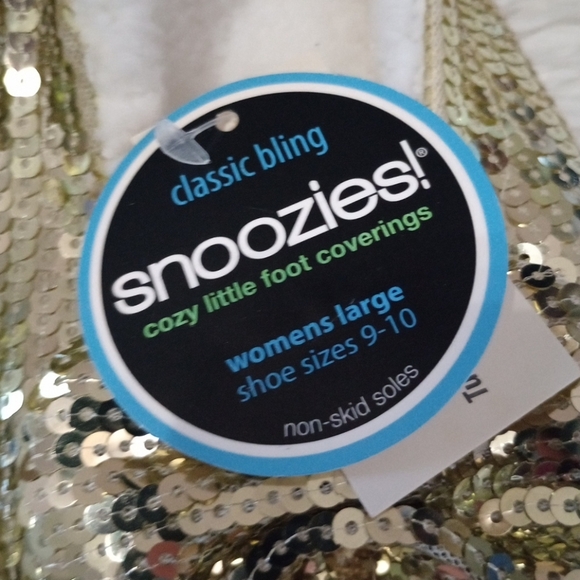 classic bling
snoozies!®
cozy little foot coverings
womens large
shoe sizes 9-10
non-skid soles